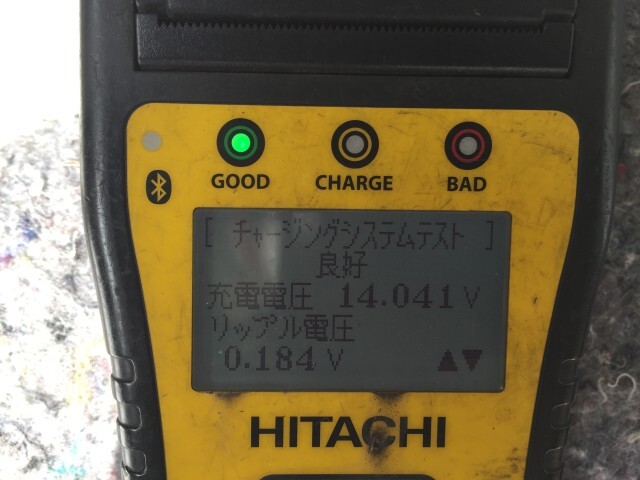 GOOD CHARGE BAD
[ チャージングシステムテスト ]
良好
充電電圧 14.041V
リップル電圧
0.184 V ▲▼
HITACHI